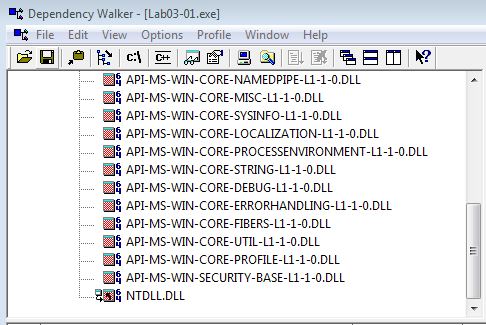 Dependency Walker - [Lab03-01.exe]
File Edit View Options Profile Window Help
c:\ C++
API-MS-WIN-CORE-NAMEDPIPE-L1-1-0.DLL
API-MS-WIN-CORE-MISC-L1-1-0.DLL
API-MS-WIN-CORE-SYSINFO-L1-1-0.DLL
API-MS-WIN-CORE-LOCALIZATION-L1-1-0.DLL
API-MS-WIN-CORE-PROCESSENVIRONMENT-L1-1-0.DLL
API-MS-WIN-CORE-STRING-L1-1-0.DLL
API-MS-WIN-CORE-DEBUG-L1-1-0.DLL
API-MS-WIN-CORE-ERRORHANDLING-L1-1-0.DLL
API-MS-WIN-CORE-FIBERS-L1-1-0.DLL
API-MS-WIN-CORE-UTIL-L1-1-0.DLL
API-MS-WIN-CORE-PROFILE-L1-1-0.DLL
API-MS-WIN-SECURITY-BASE-L1-1-0.DLL
NTDLL.DLL